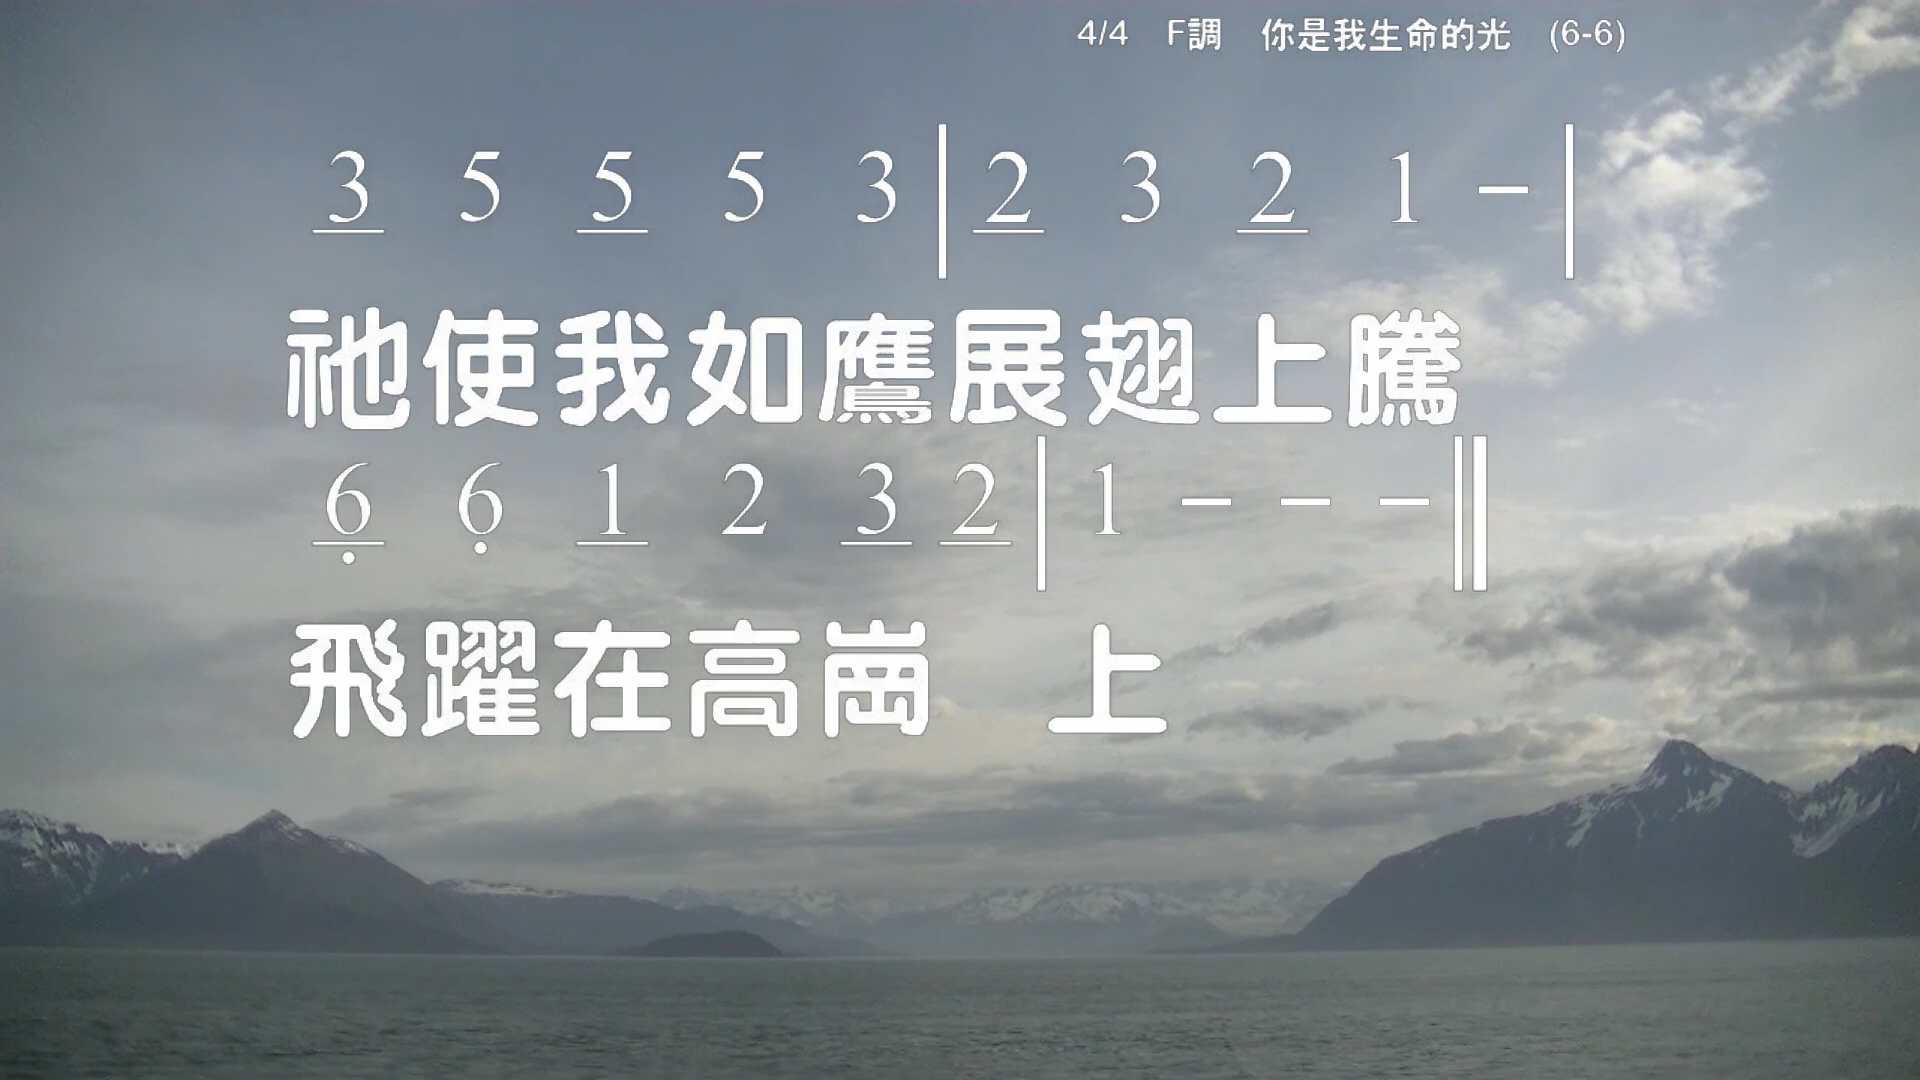 4/4 F調 你是我生命的光 (6-6)
3 5 5 5 3 | 2 3 2 1 – |
祂使我如鷹展翅上騰
6 6 1 2 3 2 | 1 – – – ‖
飛躍在高崗 上